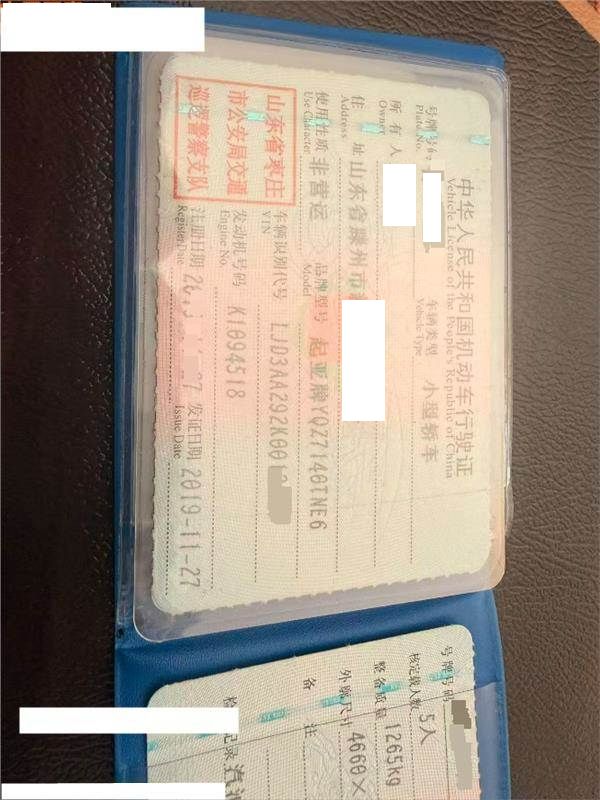 中华人民共和国机动车行驶证
Vehicle License of the People's Republic of China
号牌号码
Plate No.
车辆类型 小型轿车
Vehicle Type
所有人
Owner
住址 山东省滕州市
Address
使用性质 非营运 品牌型号 起亚牌YQZ7140TNE6
Use Character Model
山东省枣庄
市公安局交通
巡逻警察支队
车辆识别代号 LJD3AA292K001
VIN
发动机号码 K1094518
Engine No.
注册日期 发证日期 2019-11-27
Register Date Issue Date
号牌号码
核定载人数 5人
整备质量 1265kg
外廓尺寸 4660×
备注
检 记录